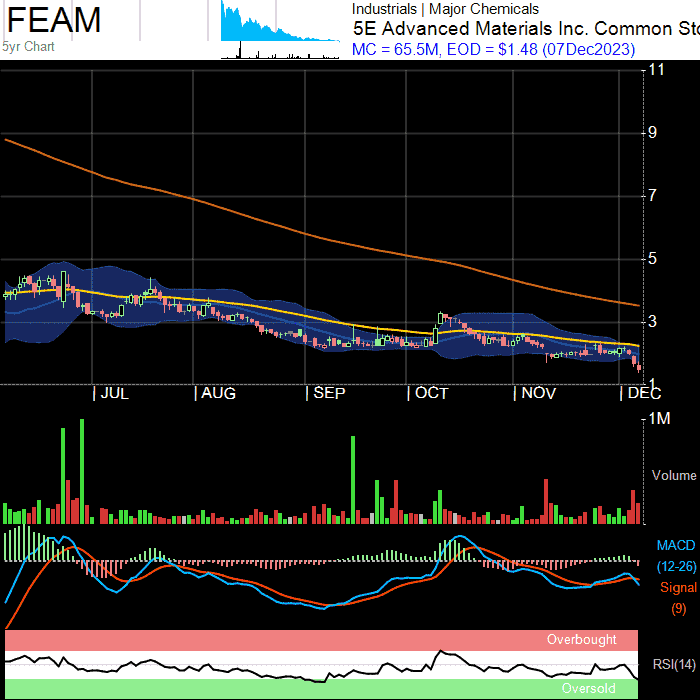 FEAM
5yr Chart
Industrials | Major Chemicals
5E Advanced Materials Inc. Common Sto
MC = 65.5M, EOD = $1.48 (07Dec2023)
11
9
7
5
3
1
JUL AUG SEP OCT NOV DEC
1M
Volume
MACD
(12-26)
Signal
(9)
Overbought
RSI(14)
Oversold